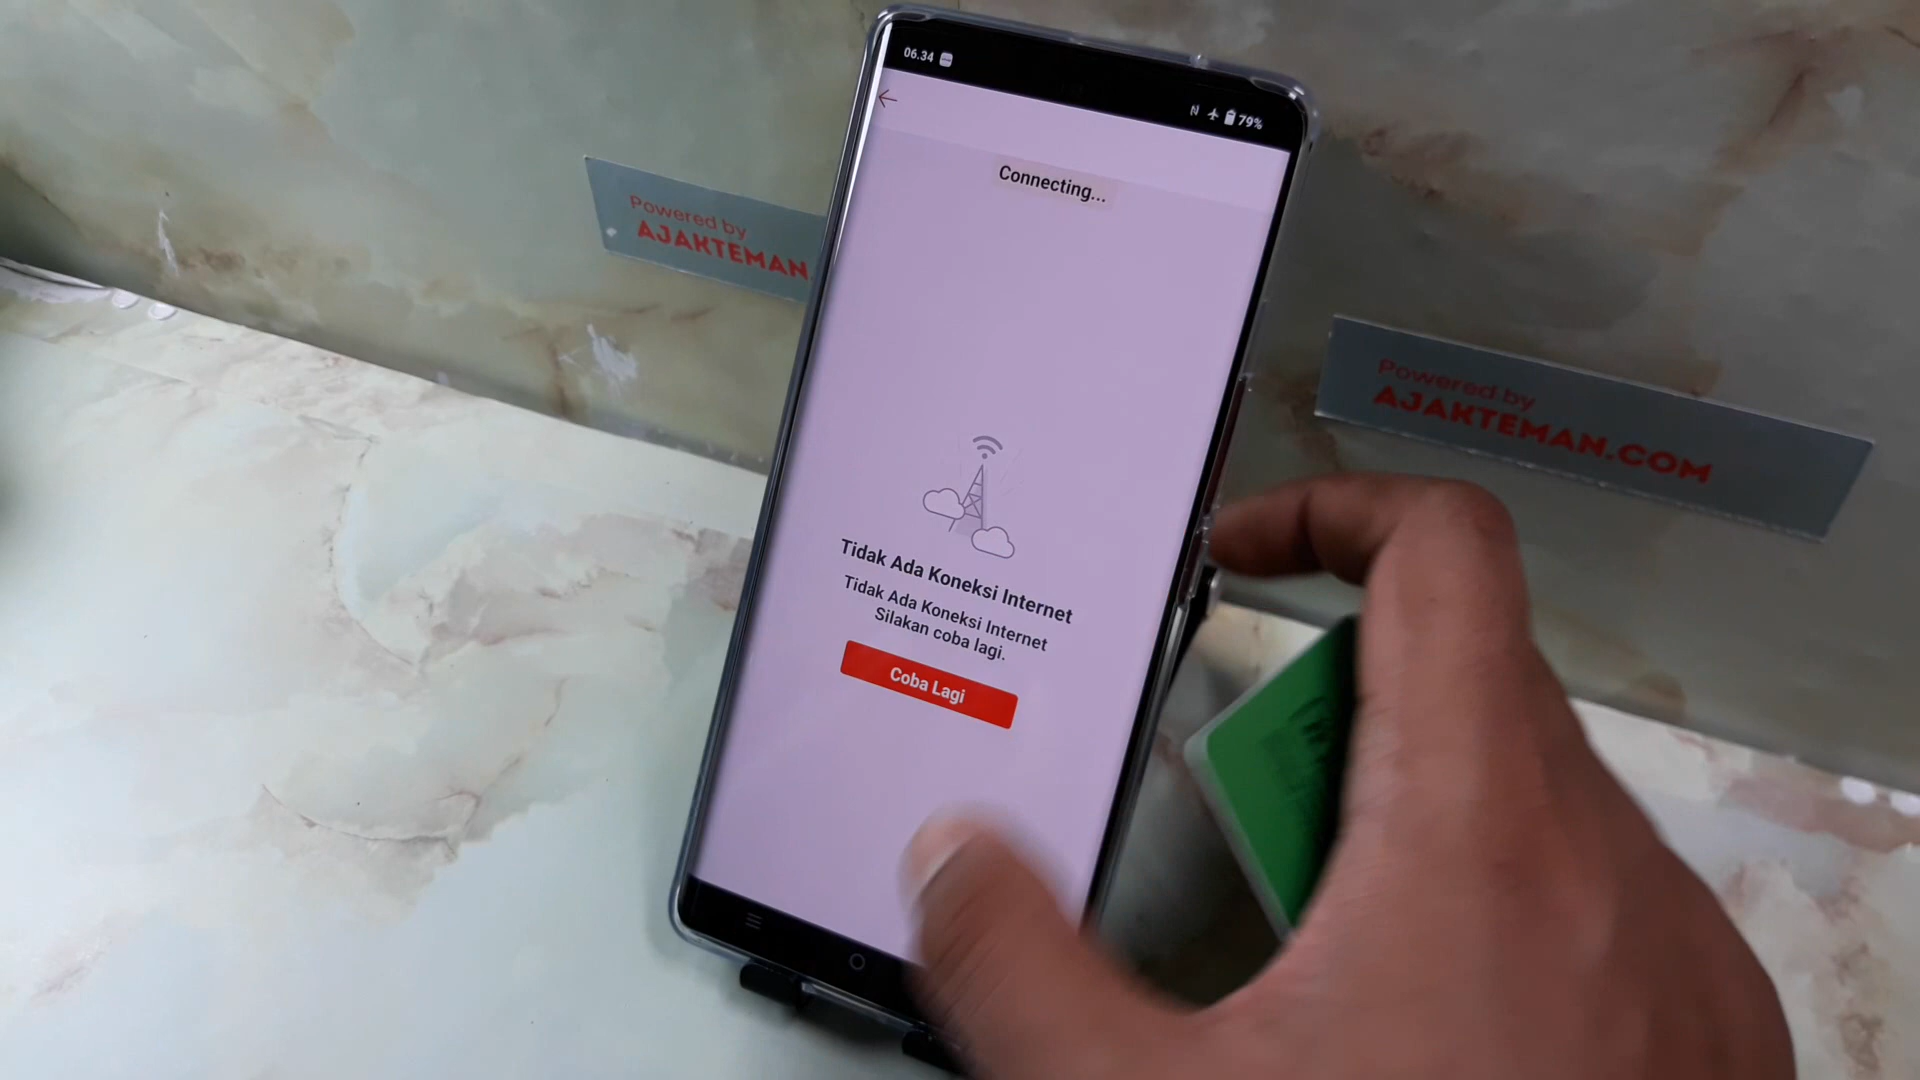 06.34
79%
Connecting...
Tidak Ada Koneksi Internet
Tidak Ada Koneksi Internet
Silakan coba lagi.
Coba Lagi
Powered by
AJAKTEMAN
Powered by
AJAKTEMAN.COM